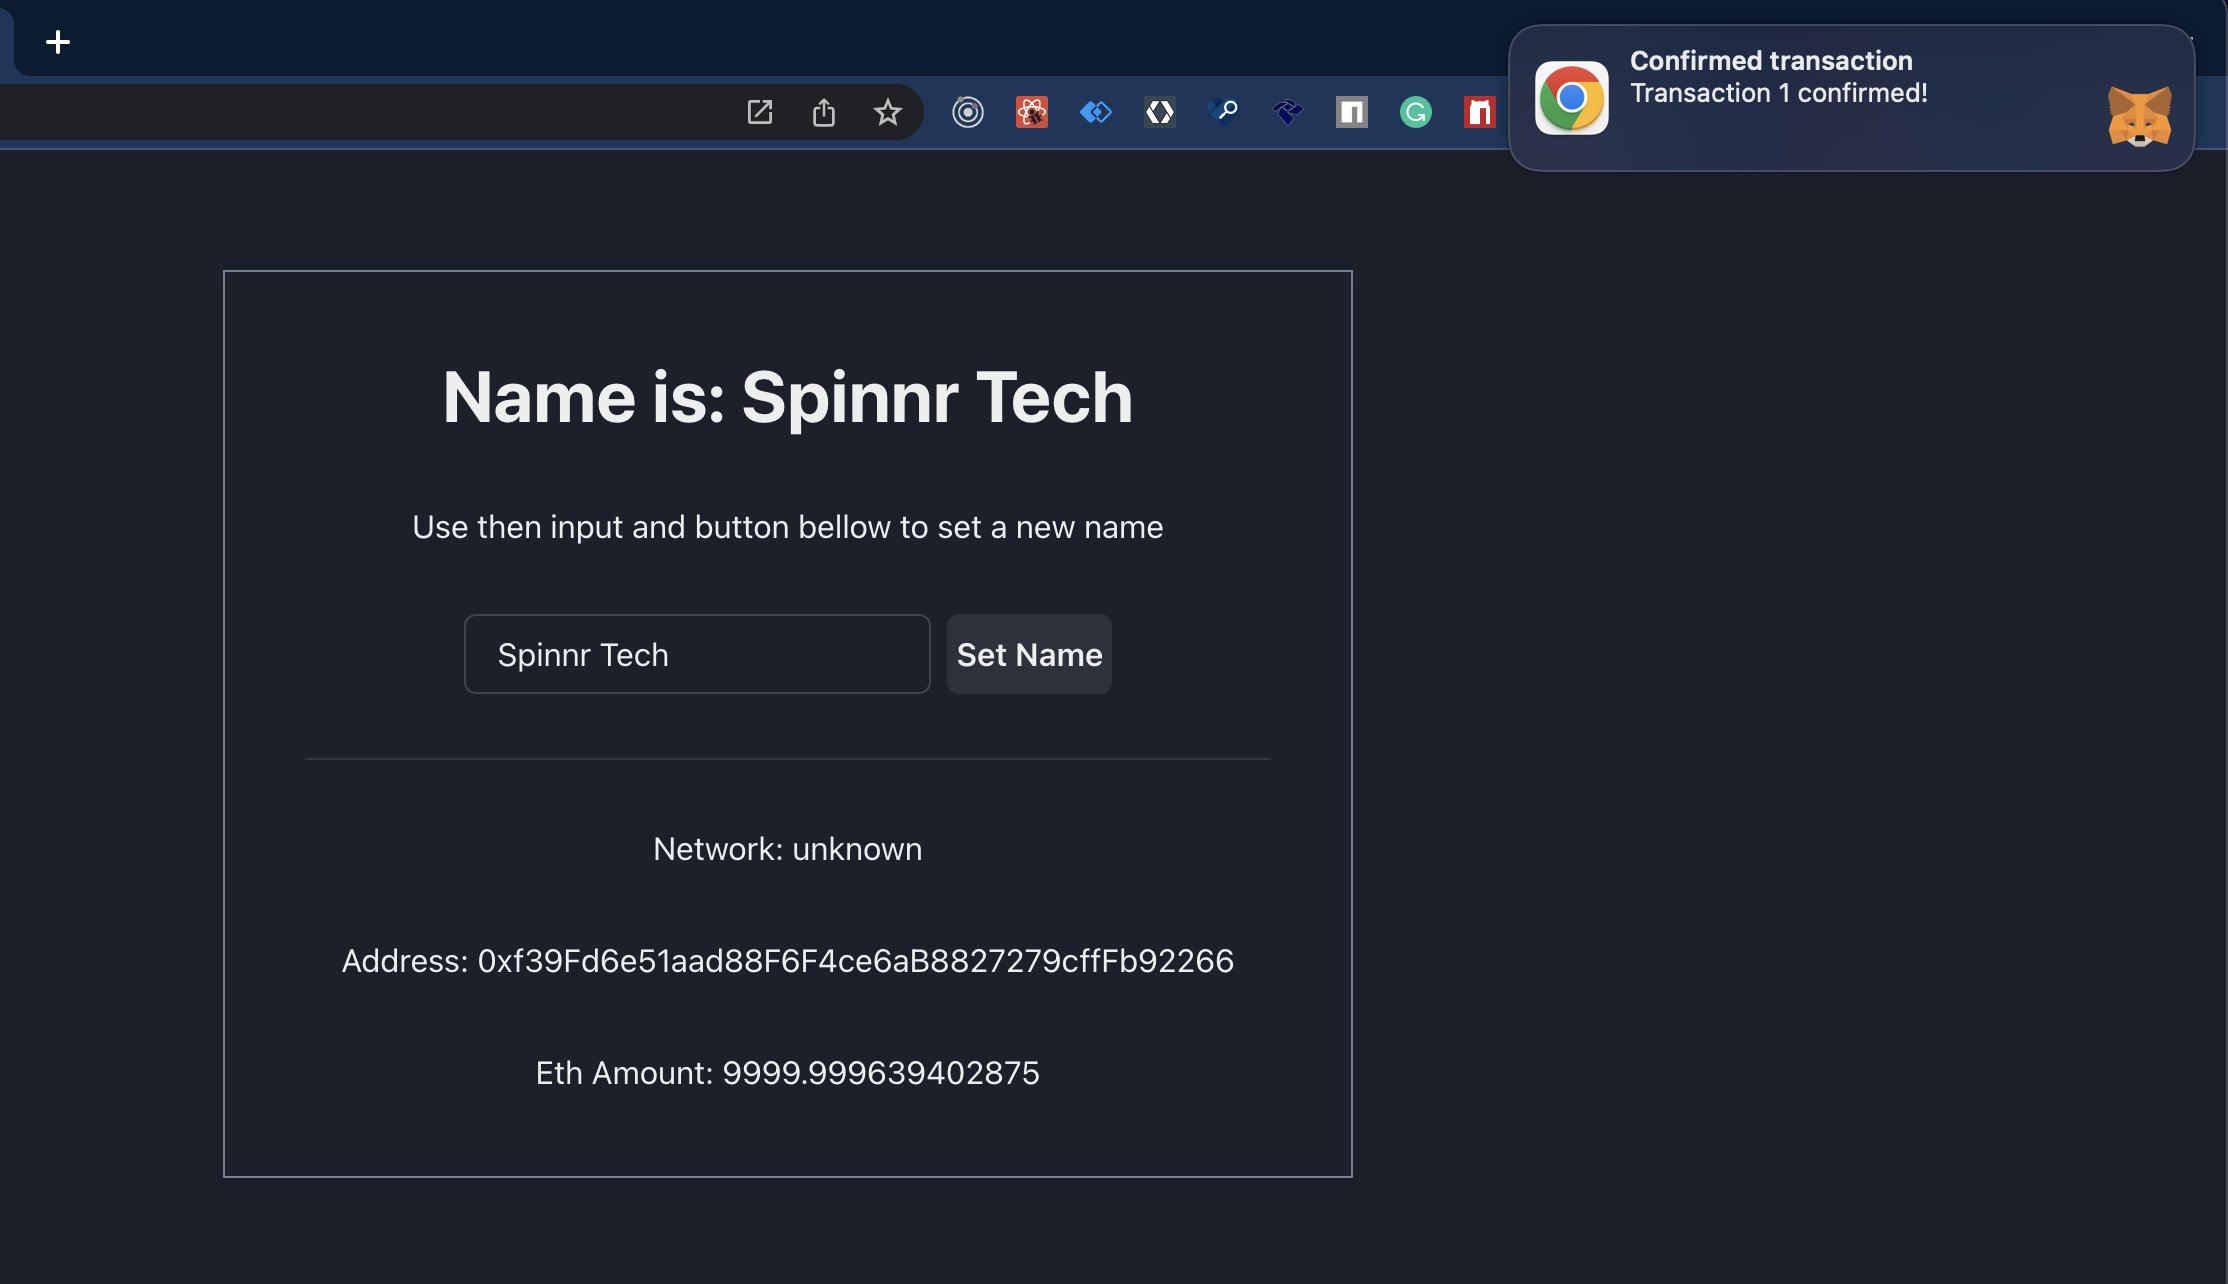 Confirmed transaction
Transaction 1 confirmed!
Name is: Spinnr Tech
Use then input and button bellow to set a new name
Spinnr Tech
Set Name
Network: unknown
Address: 0xf39Fd6e51aad88F6F4ce6aB8827279cffFb92266
Eth Amount: 9999.999639402875